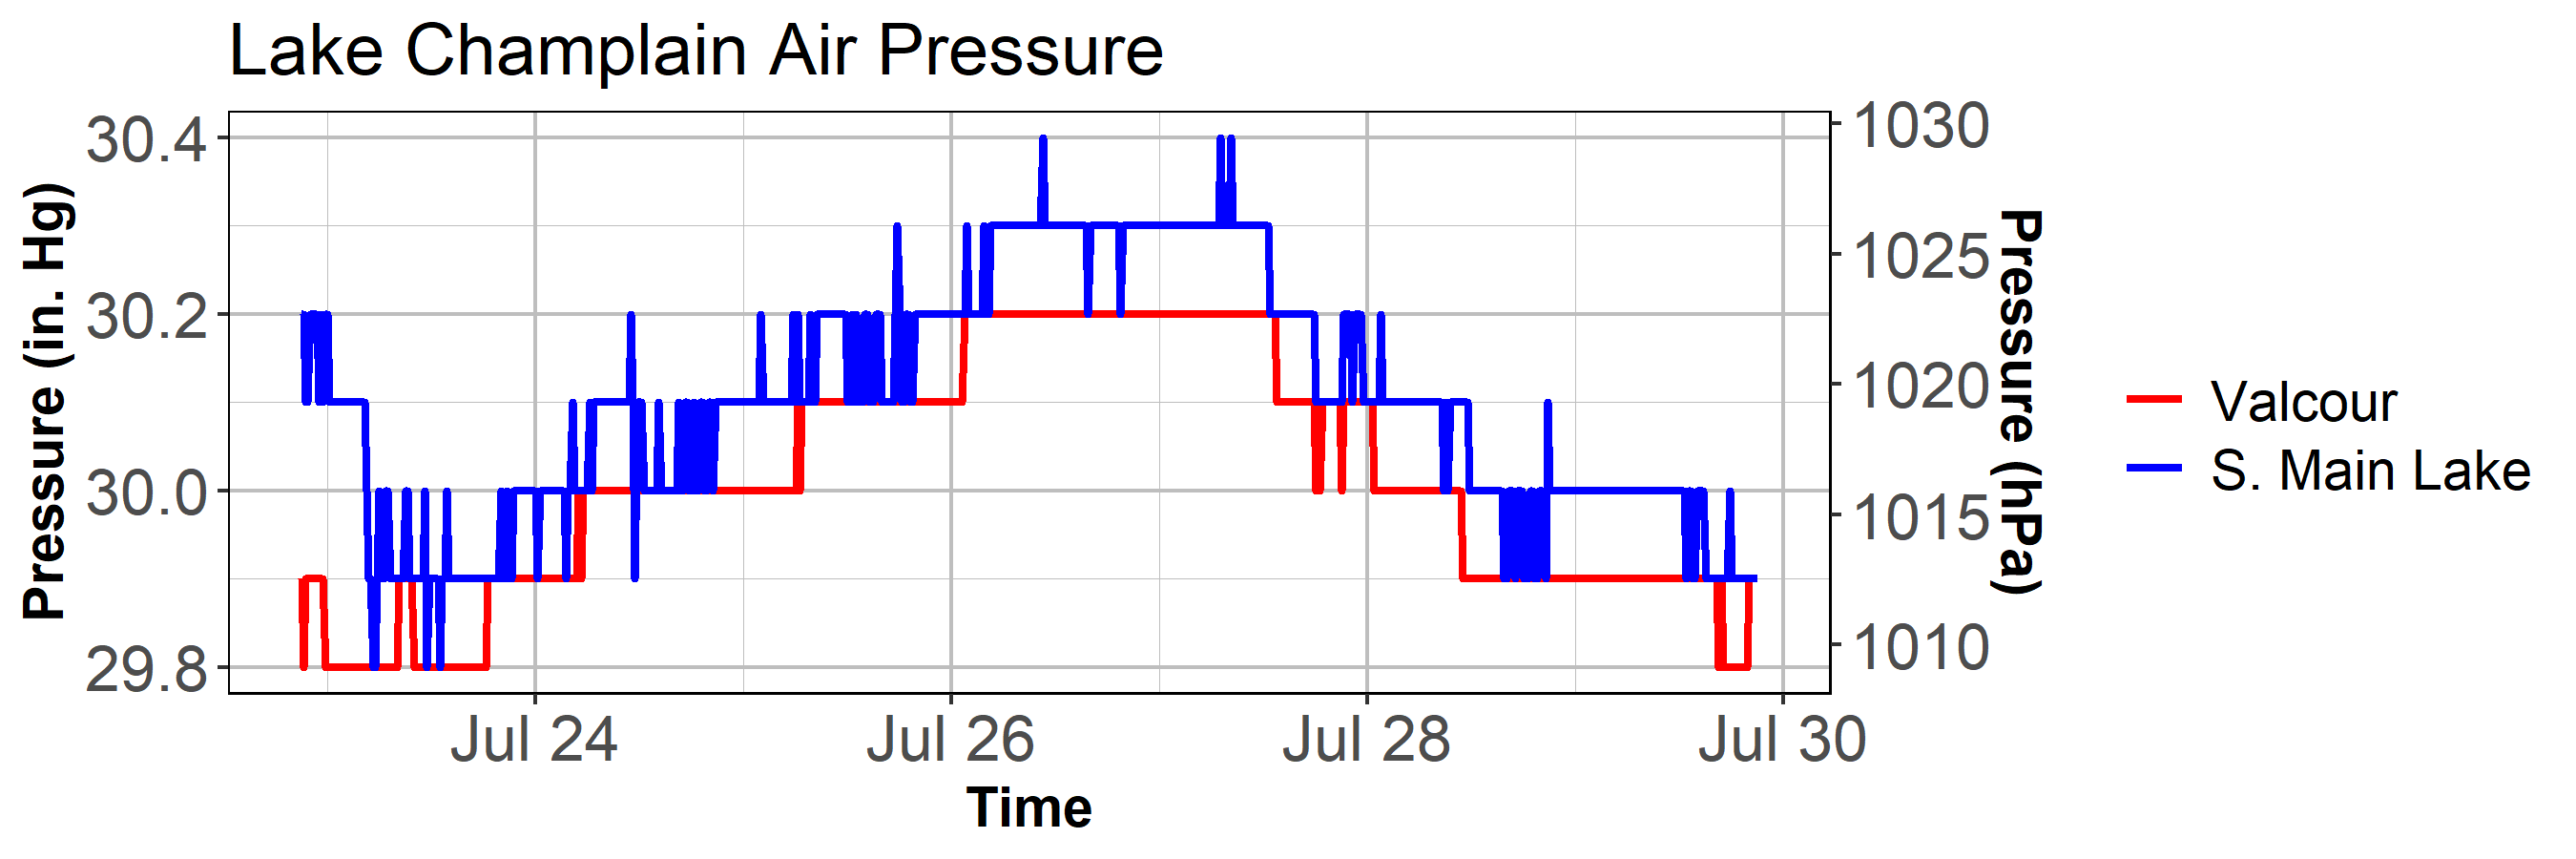 Lake Champlain Air Pressure
Pressure (in. Hg)
30.4
30.2
30.0
29.8
1030
1025
1020
1015
1010
Pressure (hPa)
Jul 24
Jul 26
Jul 28
Jul 30
Time
Valcour
S. Main Lake